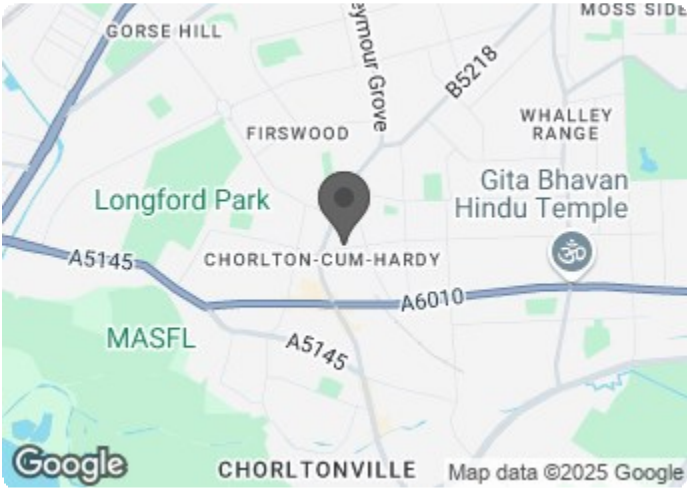 MOSS SIDE
GORSE HILL
eymour Grove
B5218
WHALLEY
RANGE
FIRSWOOD
Gita Bhavan
Hindu Temple
Longford Park
A5145
CHORLTON-CUM-HARDY
ॐ
A6010
MASFL
A5145
Google
CHORLTONVILLE
Map data ©2025 Google